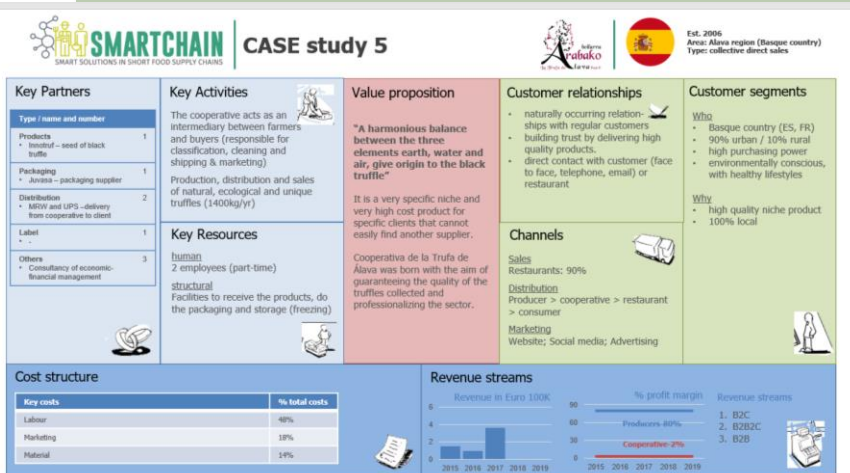 SMARTCHAIN
SMART SOLUTIONS IN SHORT FOOD SUPPLY CHAINS
CASE study 5
Arabako
Est. 2006
Area: Alava region (Basque country)
Type: collective direct sales
Key Partners
Type / name and number
Products 1
• Innotruf – seed of black
truffle
Packaging 1
• Juvasa – packaging supplier
Distribution 2
• MRW and UPS –delivery
from cooperative to client
Label 1
• .
Others 3
• Consultancy of economic-
financial management
Key Activities
The cooperative acts as an
intermediary between farmers
and buyers (responsible for
classification, cleaning and
shipping & marketing)
Production, distribution and sales
of natural, ecological and unique
truffles (1400kg/yr)
Key Resources
human
2 employees (part-time)
structural
Facilities to receive the products, do
the packaging and storage (freezing)
Value proposition
"A harmonious balance
between the three
elements earth, water and
air, give origin to the black
truffle"
It is a very specific niche and
very high cost product for
specific clients that cannot
easily find another supplier.
Cooperativa de la Trufa de
Álava was born with the aim of
guaranteeing the quality of the
truffles collected and
professionalizing the sector.
Customer relationships
• naturally occurring relation-
ships with regular customers
• building trust by delivering high
quality products.
• direct contact with customer (face
to face, telephone, email) or
restaurant
Channels
Sales
Restaurants: 90%
Distribution
Producer > cooperative > restaurant
> consumer
Marketing
Website; Social media; Advertising
Customer segments
Who
• Basque country (ES, FR)
• 90% urban / 10% rural
• high purchasing power
• environmentally conscious,
with healthy lifestyles
Why
• high quality niche product
• 100% local
Cost structure
Key costs % total costs
Labour 48%
Marketing 18%
Material 14%
Revenue streams
Revenue in Euro 100K
6
4
2
0
2015 2016 2017 2018 2019
% profit margin
90
60
30
0
Producers 80%
Cooperative 2%
2015 2016 2017 2018 2019
Revenue streams
1. B2C
2. B2B2C
3. B2B